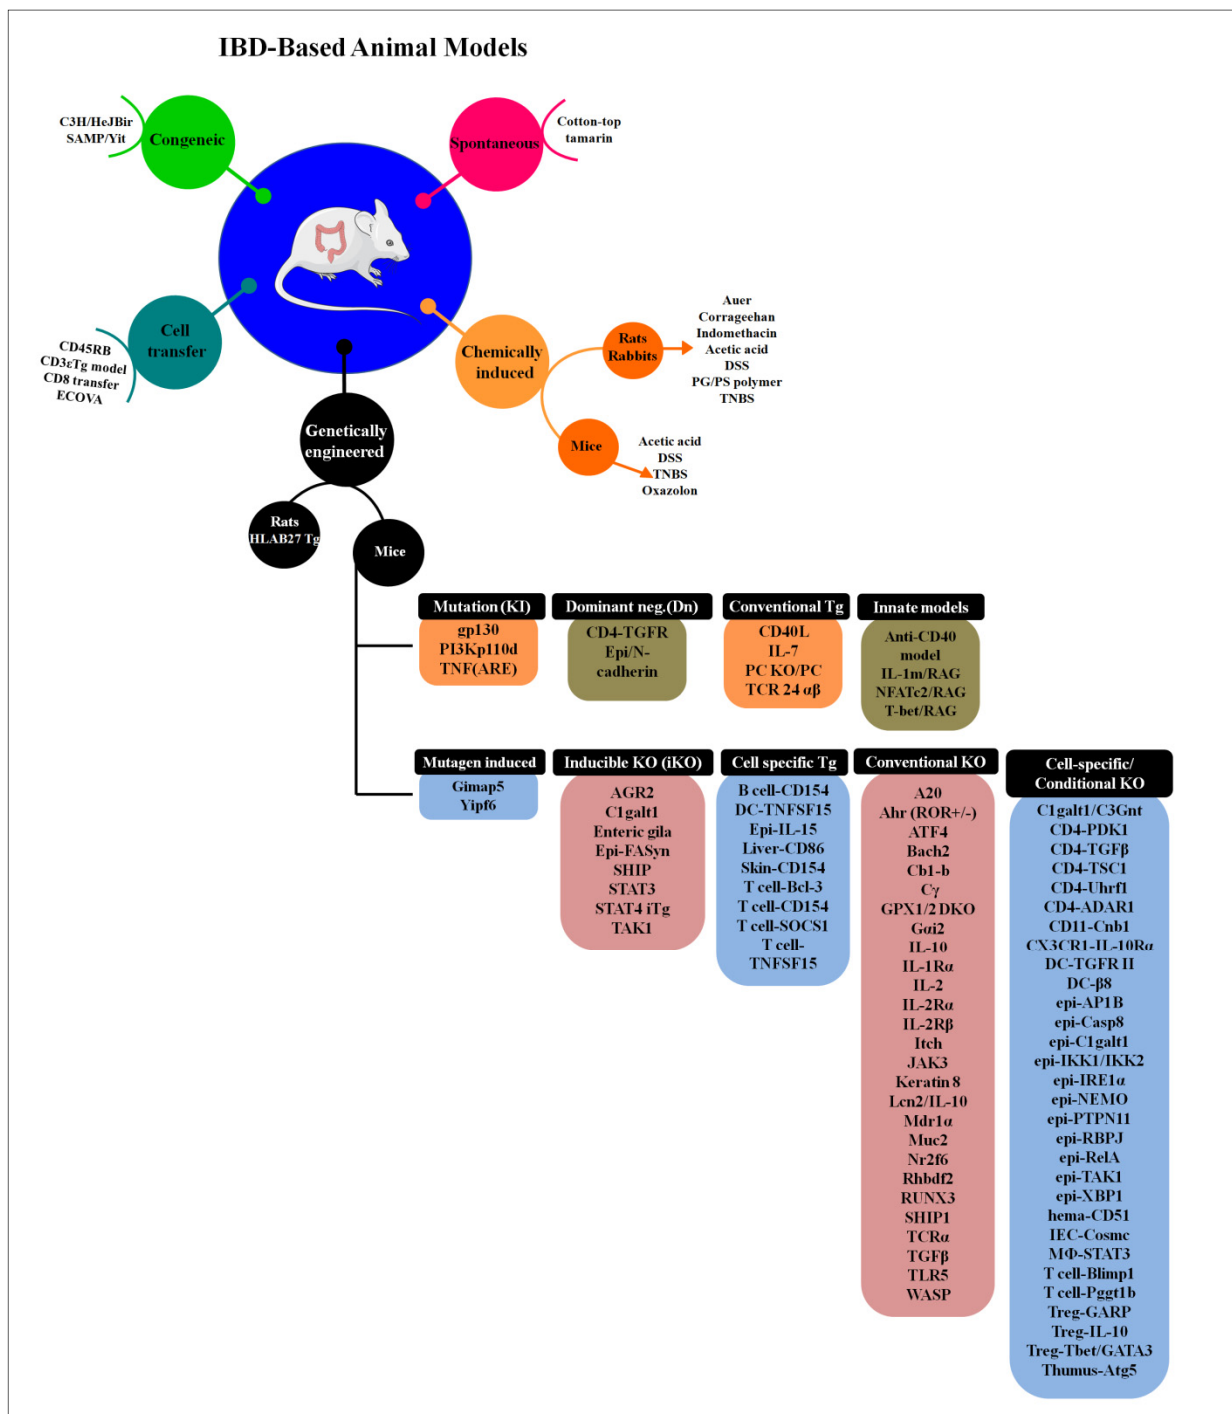 IBD-Based Animal Models
C3H/HeJBir
SAMP/Yit
Congeneic
Spontaneous
Cotton-top
tamarin
CD45RB
CD3εTg model
CD8 transfer
ECOVA
Cell
transfer
Chemically
induced
Rats
Rabbits
Auer
Corrageehan
Indomethacin
Acetic acid
DSS
PG/PS polymer
TNBS
Mice
Acetic acid
DSS
TNBS
Oxazolon
Genetically
engineered
Rats
HLAB27 Tg
Mice
Mutation (KI)
gp130
PI3Kp110d
TNF(ARE)
Dominant neg.(Dn)
CD4-TGFR
Epi/N-
cadherin
Conventional Tg
CD40L
IL-7
PC KO/PC
TCR 24 αβ
Innate models
Anti-CD40
model
IL-1m/RAG
NFATc2/RAG
T-bet/RAG
Mutagen induced
Gimap5
Yipf6
Inducible KO (iKO)
AGR2
C1galt1
Enteric gila
Epi-FASyn
SHIP
STAT3
STAT4 iTg
TAK1
Cell specific Tg
B cell-CD154
DC-TNFSF15
Epi-IL-15
Liver-CD86
Skin-CD154
T cell-Bcl-3
T cell-CD154
T cell-SOCS1
T cell-
TNFSF15
Conventional KO
A20
Ahr (ROR+/-)
ATF4
Bach2
Cb1-b
Cγ
GPX1/2 DKO
Gαi2
IL-10
IL-1Rα
IL-2
IL-2Rα
IL-2Rβ
Itch
JAK3
Keratin 8
Lcn2/IL-10
Mdr1α
Muc2
Nr2f6
Rhbdf2
RUNX3
SHIP1
TCRα
TGFβ
TLR5
WASP
Cell-specific/
Conditional KO
C1galt1/C3Gnt
CD4-PDK1
CD4-TGFβ
CD4-TSC1
CD4-Uhrf1
CD4-ADAR1
CD11-Cnb1
CX3CR1-IL-10Rα
DC-TGFR II
DC-β8
epi-AP1B
epi-Casp8
epi-C1galt1
epi-IKK1/IKK2
epi-IRE1α
epi-NEMO
epi-PTPN11
epi-RBPJ
epi-RelA
epi-TAK1
epi-XBP1
hema-CD51
IEC-Cosmc
MΦ-STAT3
T cell-Blimp1
T cell-Pggt1b
Treg-GARP
Treg-IL-10
Treg-Tbet/GATA3
Thumus-Atg5